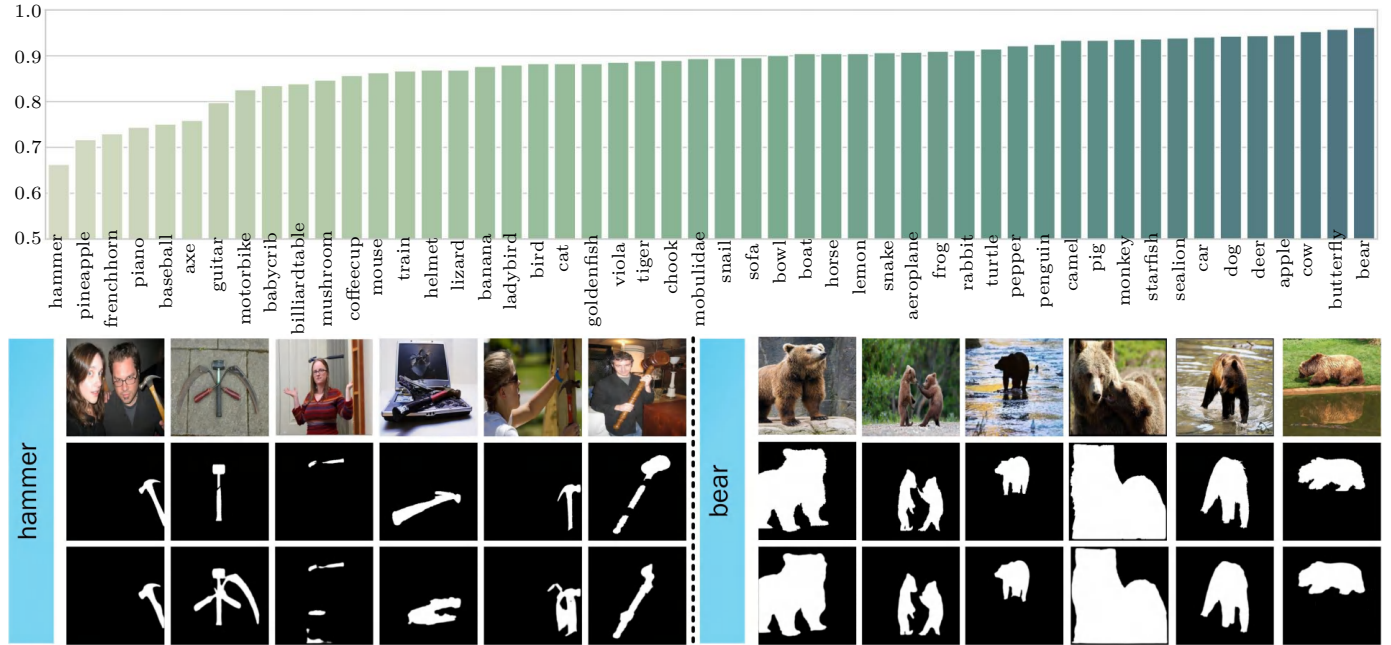 1.0
0.9
0.8
0.7
0.6
0.5
hammer
pineapple
frenchhorn
piano
baseball
axe
guitar
motorbike
babycrib
billiardtable
mushroom
coffeecup
mouse
train
helmet
lizard
banana
ladybird
bird
cat
goldenfish
viola
tiger
chook
mobulidae
snail
sofa
bowl
boat
horse
lemon
snake
aeroplane
frog
rabbit
turtle
pepper
penguin
camel
pig
monkey
starfish
sealion
car
dog
deer
apple
cow
butterfly
bear
hammer
bear